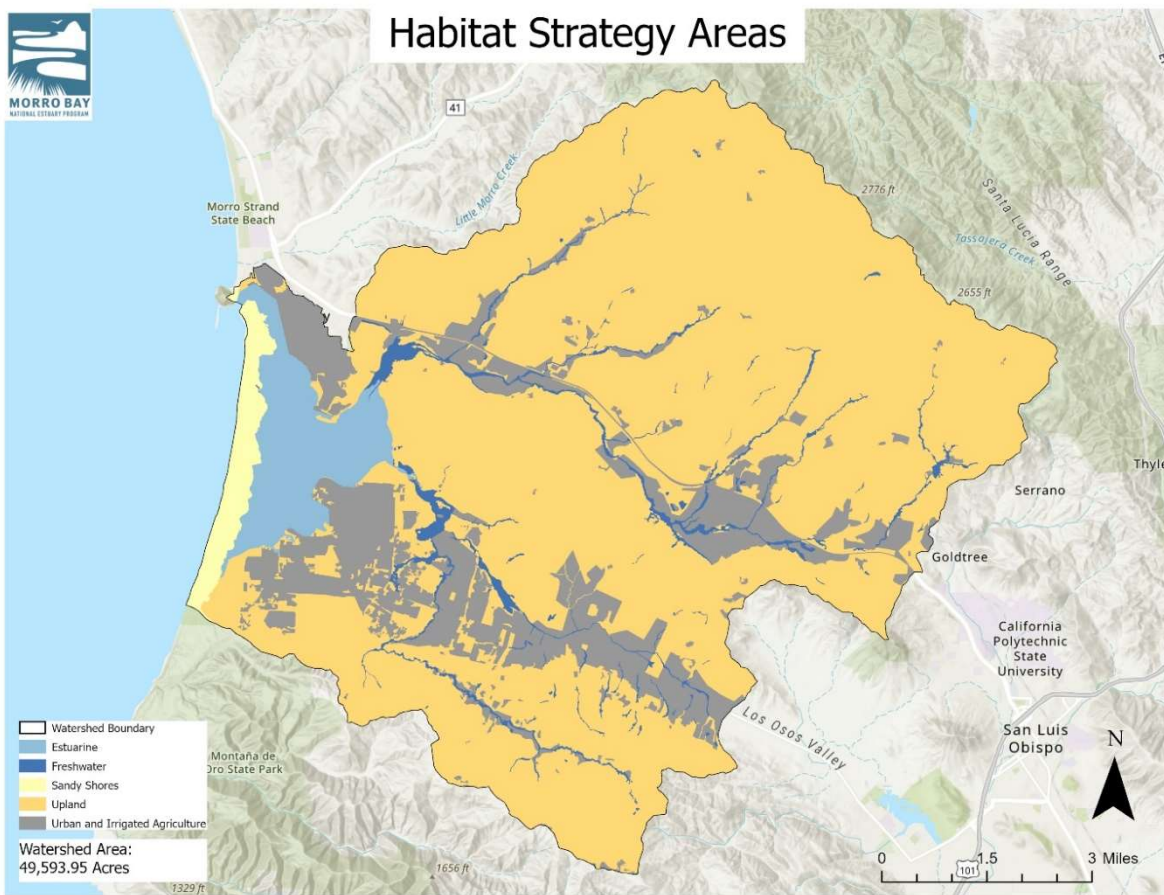 Habitat Strategy Areas
MORRO BAY
NATIONAL ESTUARY PROGRAM
41
Little Morro Creek
Morro Strand
State Beach
2776 ft
Santa Lucia Range
Tassajera Creek
2655 ft
y
Thyle
Serrano
Goldtree
California
Polytechnic
State
University
Los Osos Valley
San Luis
Obispo
N
Montaña de
Oro State Park
1656 ft
1329 ft
101
Watershed Boundary
Estuarine
Freshwater
Sandy Shores
Upland
Urban and Irrigated Agriculture
Watershed Area:
49,593.95 Acres
0 1.5 3 Miles